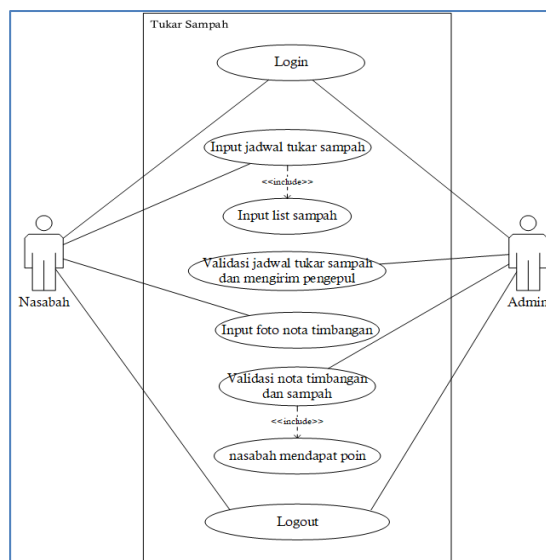 Tukar Sampah
Login
Input jadwal tukar sampah
<<include>>
Input list sampah
Validasi jadwal tukar sampah
dan mengirim pengepul
Nasabah
Admin
Input foto nota timbangan
Validasi nota timbangan
dan sampah
<<include>>
nasabah mendapat poin
Logout